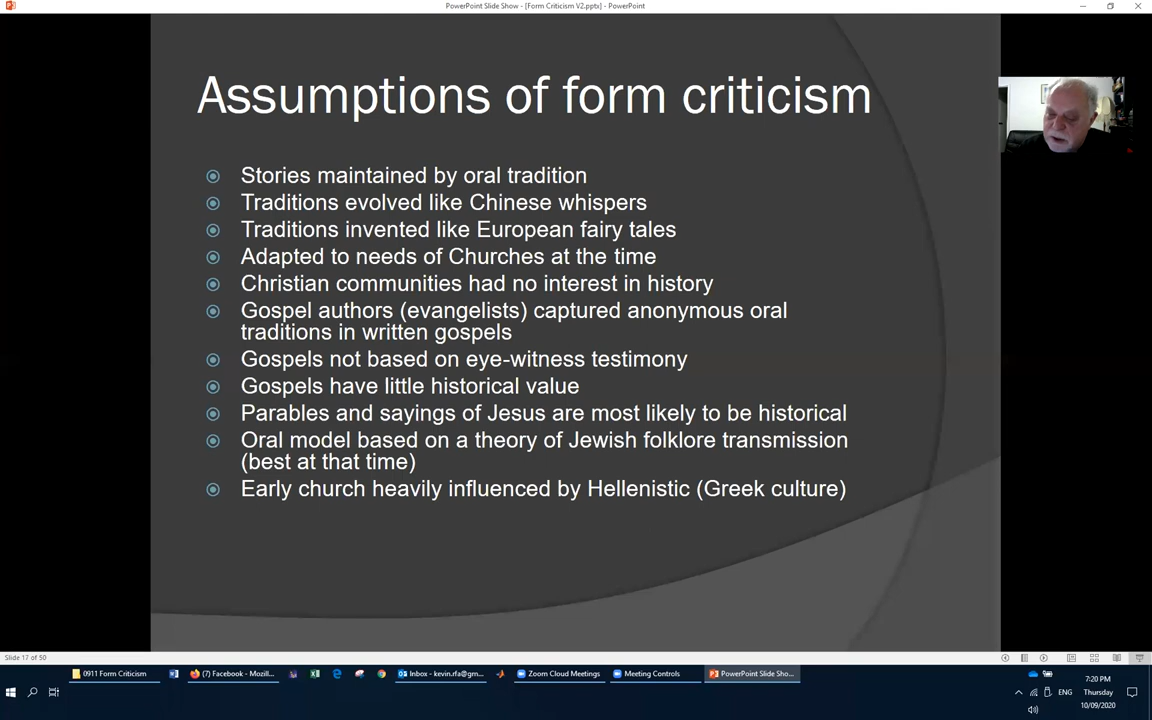 PowerPoint Slide Show - [Form Criticism V2.pptx] - PowerPoint
Assumptions of form criticism
Stories maintained by oral tradition
Traditions evolved like Chinese whispers
Traditions invented like European fairy tales
Adapted to needs of Churches at the time
Christian communities had no interest in history
Gospel authors (evangelists) captured anonymous oral
traditions in written gospels
Gospels not based on eye-witness testimony
Gospels have little historical value
Parables and sayings of Jesus are most likely to be historical
Oral model based on a theory of Jewish folklore transmission
(best at that time)
Early church heavily influenced by Hellenistic (Greek culture)
Slide 17 of 50
0911 Form Criticism
(7) Facebook - Mozill...
Inbox - kevin.rfa@gm...
Zoom Cloud Meetings
Meeting Controls
PowerPoint Slide Sho...
ENG
7:20 PM
Thursday
10/09/2020